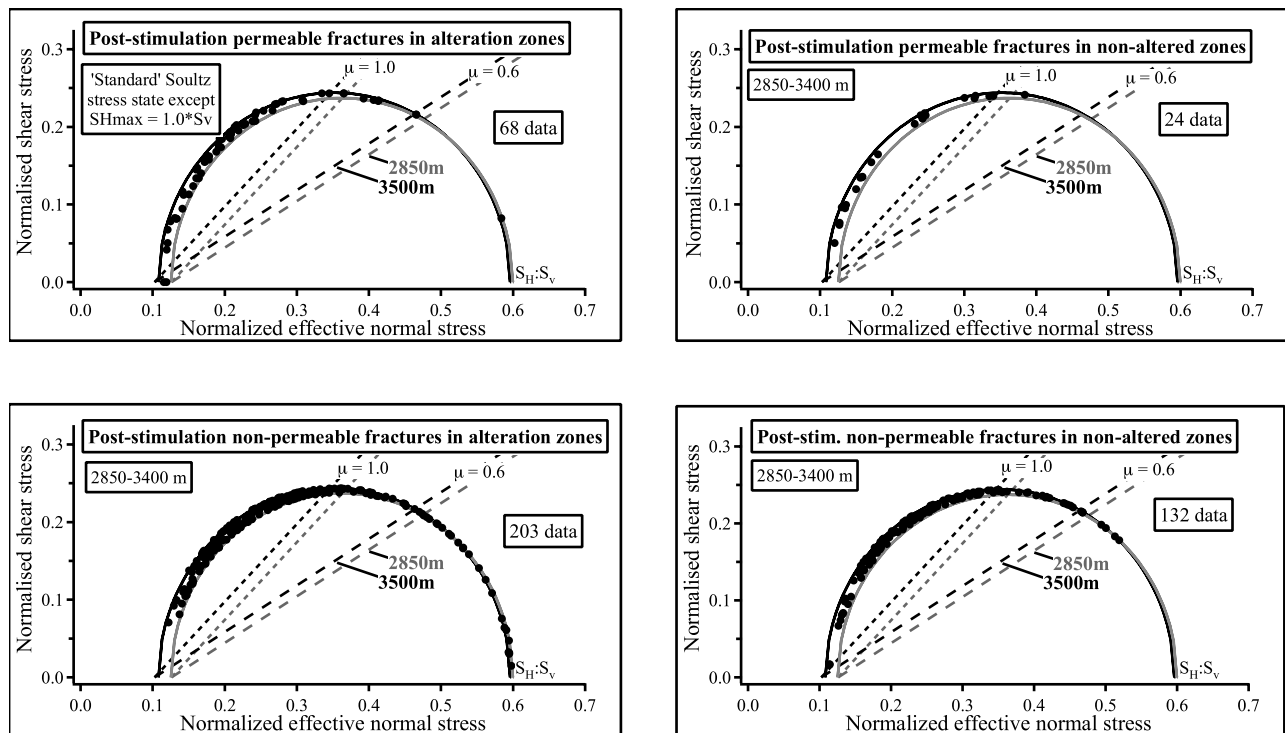 Post-stimulation permeable fractures in alteration zones
'Standard' Soultz
stress state except
SHmax = 1.0*Sv
μ = 1.0
μ = 0.6
68 data
2850m
3500m
S_H:S_v
Normalised shear stress
0.3
0.2
0.1
0.0
0.0 0.1 0.2 0.3 0.4 0.5 0.6 0.7
Normalized effective normal stress
Post-stimulation permeable fractures in non-altered zones
2850-3400 m
μ = 1.0
μ = 0.6
24 data
2850m
3500m
S_H:S_v
Normalised shear stress
0.3
0.2
0.1
0.0
0.0 0.1 0.2 0.3 0.4 0.5 0.6 0.7
Normalized effective normal stress
Post-stimulation non-permeable fractures in alteration zones
2850-3400 m
μ = 1.0
μ = 0.6
203 data
2850m
3500m
S_H:S_v
Normalised shear stress
0.3
0.2
0.1
0.0
0.0 0.1 0.2 0.3 0.4 0.5 0.6 0.7
Normalized effective normal stress
Post-stim. non-permeable fractures in non-altered zones
2850-3400 m
μ = 1.0
μ = 0.6
132 data
2850m
3500m
S_H:S_v
Normalised shear stress
0.3
0.2
0.1
0.0
0.0 0.1 0.2 0.3 0.4 0.5 0.6 0.7
Normalized effective normal stress